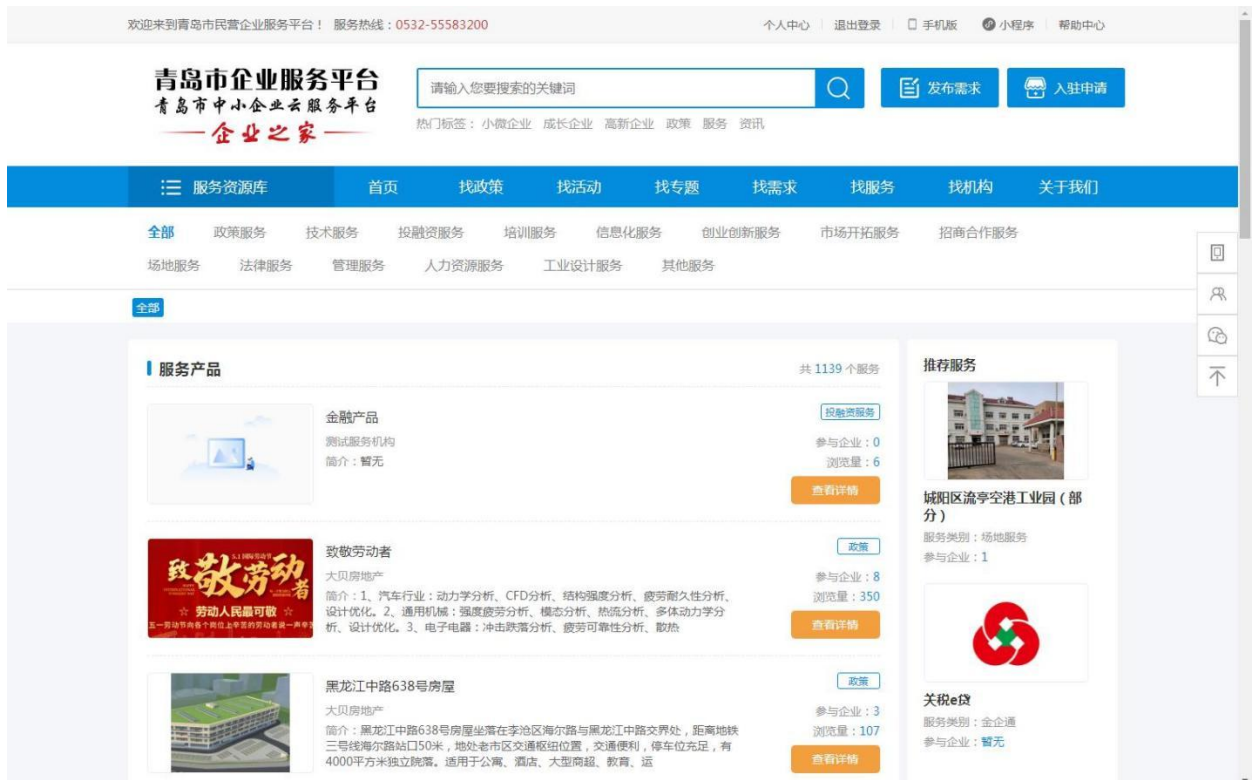 欢迎来到青岛市民营企业服务平台！ 服务热线：0532-55583200
个人中心 退出登录 手机版 小程序 帮助中心
青岛市企业服务平台
青岛市中小企业云服务平台
企业之家
请输入您要搜索的关键词
发布需求
入驻申请
热门标签： 小微企业 成长企业 高新企业 政策 服务 资讯
服务资源库 首页 找政策 找活动 找专题 找需求 找服务 找机构 关于我们
全部 政策服务 技术服务 投融资服务 培训服务 信息化服务 创业创新服务 市场开拓服务 招商合作服务
场地服务 法律服务 管理服务 人力资源服务 工业设计服务 其他服务
全部
服务产品
共 1139 个服务
金融产品
投融资服务
测试服务机构
参与企业：0
简介：暂无
浏览量：6
查看详情
致敬劳动者
劳动人民最可敬
致敬劳动者
政策
大贝房地产
参与企业：8
简介：1、汽车行业：动力学分析、CFD分析、结构强度分析、疲劳耐久性分析、
设计优化。2、通用机械：强度疲劳分析、模态分析、热流分析、多体动力学分
析、设计优化。3、电子电器：冲击跌落分析、疲劳可靠性分析、散热
浏览量：350
查看详情
黑龙江中路638号房屋
政策
大贝房地产
参与企业：3
简介：黑龙江中路638号房屋坐落在李沧区海尔路与黑龙江中路交界处，距离地铁
三号线海尔路站口50米，地处老市区交通枢纽位置，交通便利，停车位充足，有
4000平方米独立院落。适用于公寓、酒店、大型商超、教育、运
浏览量：107
查看详情
推荐服务
城阳区流亭空港工业园（部
分）
服务类别：场地服务
参与企业：1
关税e贷
服务类别：金企通
参与企业：暂无